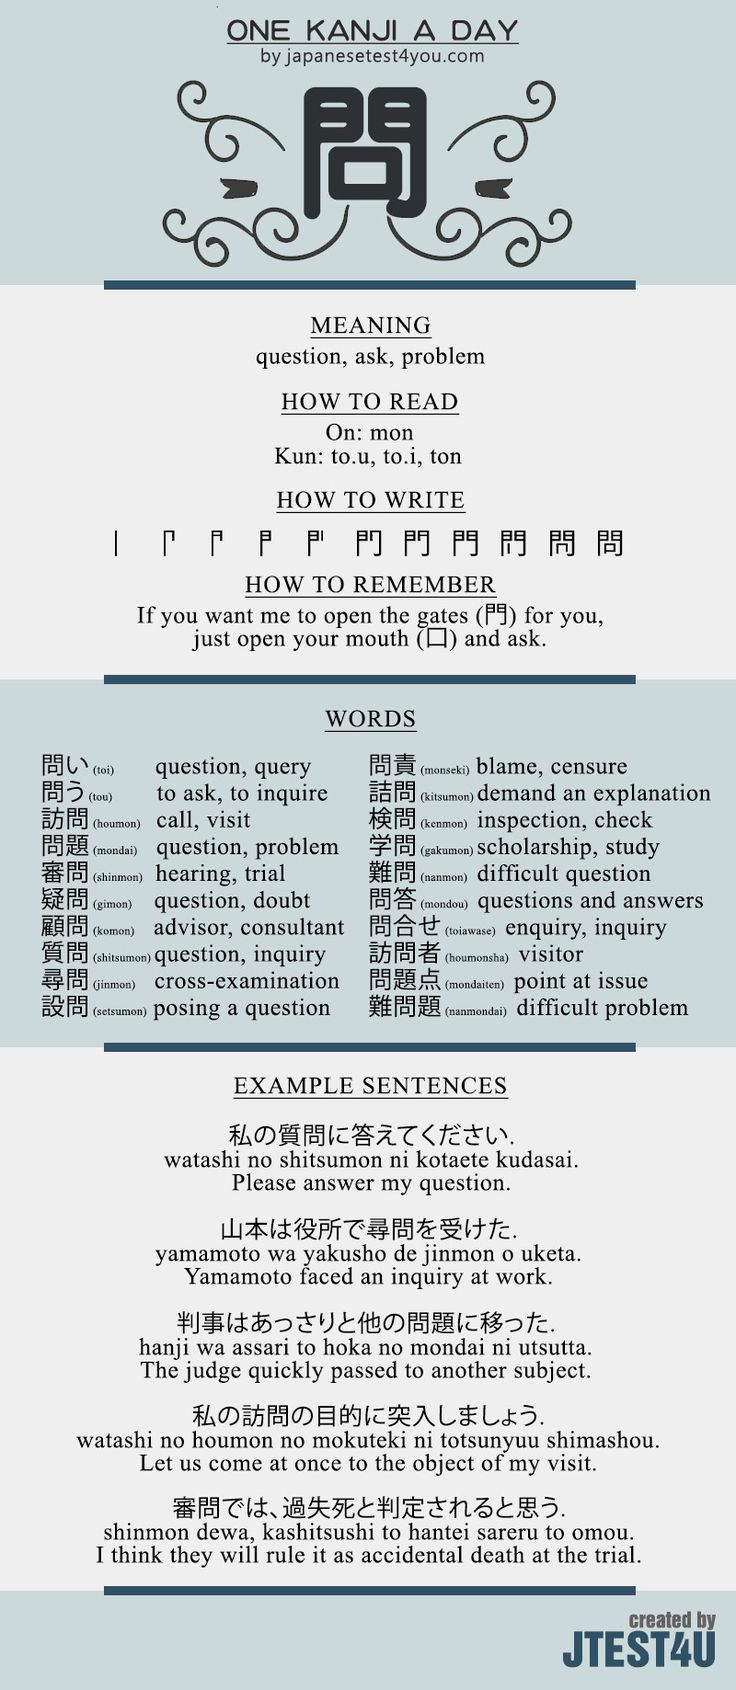 ONE KANJI A DAY
by japanesetest4you.com
問
MEANING
question, ask, problem
HOW TO READ
On: mon
Kun: to.u, to.i, ton
HOW TO WRITE
HOW TO REMEMBER
If you want me to open the gates (門) for you,
just open your mouth (口) and ask.
WORDS
問い (toi) question, query
問う (tou) to ask, to inquire
訪問 (houmon) call, visit
問題 (mondai) question, problem
審問 (shinmon) hearing, trial
疑問 (gimon) question, doubt
顧問 (komon) advisor, consultant
質問 (shitsumon) question, inquiry
尋問 (jinmon) cross-examination
設問 (setsumon) posing a question
問責 (monseki) blame, censure
詰問 (kitsumon) demand an explanation
検問 (kenmon) inspection, check
学問 (gakumon) scholarship, study
難問 (nanmon) difficult question
問答 (mondou) questions and answers
問合せ (toiawase) enquiry, inquiry
訪問者 (houmonsha) visitor
問題点 (mondaiten) point at issue
難問題 (nanmondai) difficult problem
EXAMPLE SENTENCES
私の質問に答えてください.
watashi no shitsumon ni kotaete kudasai.
Please answer my question.
山本は役所で尋問を受けた.
yamamoto wa yakusho de jinmon o uketa.
Yamamoto faced an inquiry at work.
判事はあっさりと他の問題に移った.
hanji wa assari to hoka no mondai ni utsutta.
The judge quickly passed to another subject.
私の訪問の目的に突入しましょう.
watashi no houmon no mokuteki ni totsunyuu shimashou.
Let us come at once to the object of my visit.
審問では、過失死と判定されると思う.
shinmon dewa, kashitsushi to hantei sareru to omou.
I think they will rule it as accidental death at the trial.
created by
JTEST4U